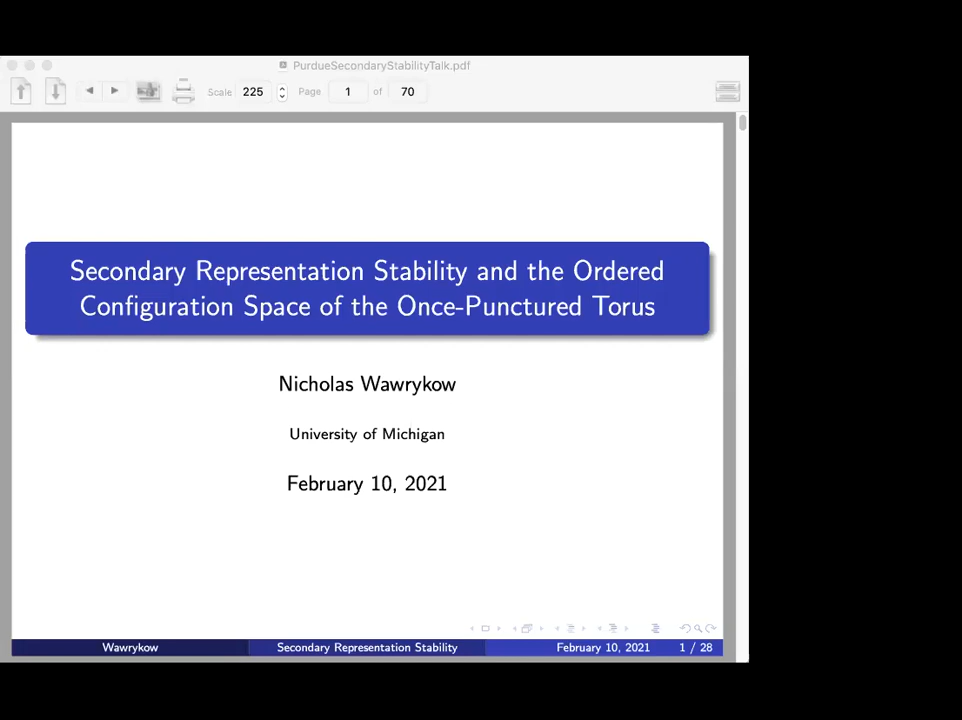 PurdueSecondaryStabilityTalk.pdf
Scale 225 Page 1 of 70
Secondary Representation Stability and the Ordered
Configuration Space of the Once-Punctured Torus
Nicholas Wawrykow
University of Michigan
February 10, 2021
Wawrykow Secondary Representation Stability February 10, 2021 1 / 28